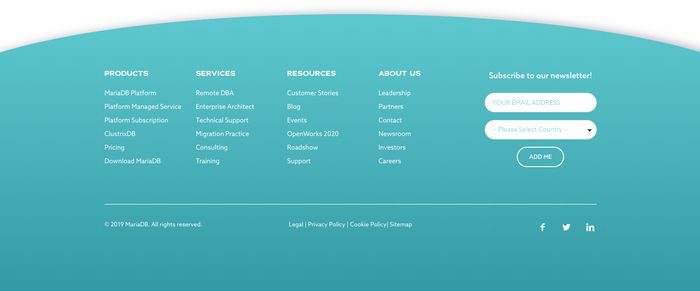 PRODUCTS
MariaDB Platform
Platform Managed Service
Platform Subscription
ClustrixDB
Pricing
Download MariaDB
SERVICES
Remote DBA
Enterprise Architect
Technical Support
Migration Practice
Consulting
Training
RESOURCES
Customer Stories
Blog
Events
OpenWorks 2020
Roadshow
Support
ABOUT US
Leadership
Partners
Contact
Newsroom
Investors
Careers
Subscribe to our newsletter!
YOUR EMAIL ADDRESS
-- Please Select Country --
ADD ME
© 2019 MariaDB. All rights reserved.
Legal | Privacy Policy | Cookie Policy| Sitemap